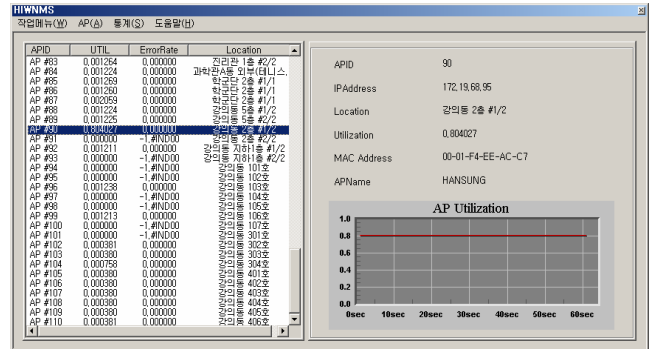 HIWNMS
작업메뉴(W) AP(A) 통계(S) 도움말(H)
APID UTIL ErrorRate Location
AP #83 0,001264 0,000000 진리관 1층 #2/2
AP #84 0,001224 0,000000 과학관A동 외부(테니스,
AP #85 0,001269 0,000000 학군단 2층 #1/1
AP #86 0,001260 0,000000 학군단 2층 #1/1
AP #87 0,002059 0,000000 학군단 2층 #1/1
AP #88 0,001224 0,000000 강의동 5층 #1/2
AP #89 0,001225 0,000000 강의동 5층 #2/2
AP #90 0,804027 0,000000 강의동 2층 #1/2
AP #91 0,000000 -1,#IND00 강의동 2층 #2/2
AP #92 0,001211 0,000000 강의동 지하1층 #1/2
AP #93 0,000000 -1,#IND00 강의동 지하1층 #2/2
AP #94 0,000000 -1,#IND00 강의동 101호
AP #95 0,000000 -1,#IND00 강의동 102호
AP #96 0,001238 0,000000 강의동 103호
AP #97 0,000000 -1,#IND00 강의동 104호
AP #98 0,000000 -1,#IND00 강의동 105호
AP #99 0,001213 0,000000 강의동 106호
AP #100 0,000000 -1,#IND00 강의동 107호
AP #101 0,000000 -1,#IND00 강의동 301호
AP #102 0,000381 0,000000 강의동 302호
AP #103 0,000380 0,000000 강의동 303호
AP #104 0,000758 0,000000 강의동 304호
AP #105 0,000380 0,000000 강의동 401호
AP #106 0,000380 0,000000 강의동 402호
AP #107 0,000380 0,000000 강의동 403호
AP #108 0,000380 0,000000 강의동 404호
AP #109 0,000380 0,000000 강의동 405호
AP #110 0,000381 0,000000 강의동 406호
APID 90
IPAddress 172,19,68,95
Location 강의동 2층 #1/2
Utilization 0,804027
MAC Address 00-01-F4-EE-AC-C7
APName HANSUNG
AP Utilization
1.0
0.8
0.6
0.4
0.2
0.0
0sec 10sec 20sec 30sec 40sec 50sec 60sec